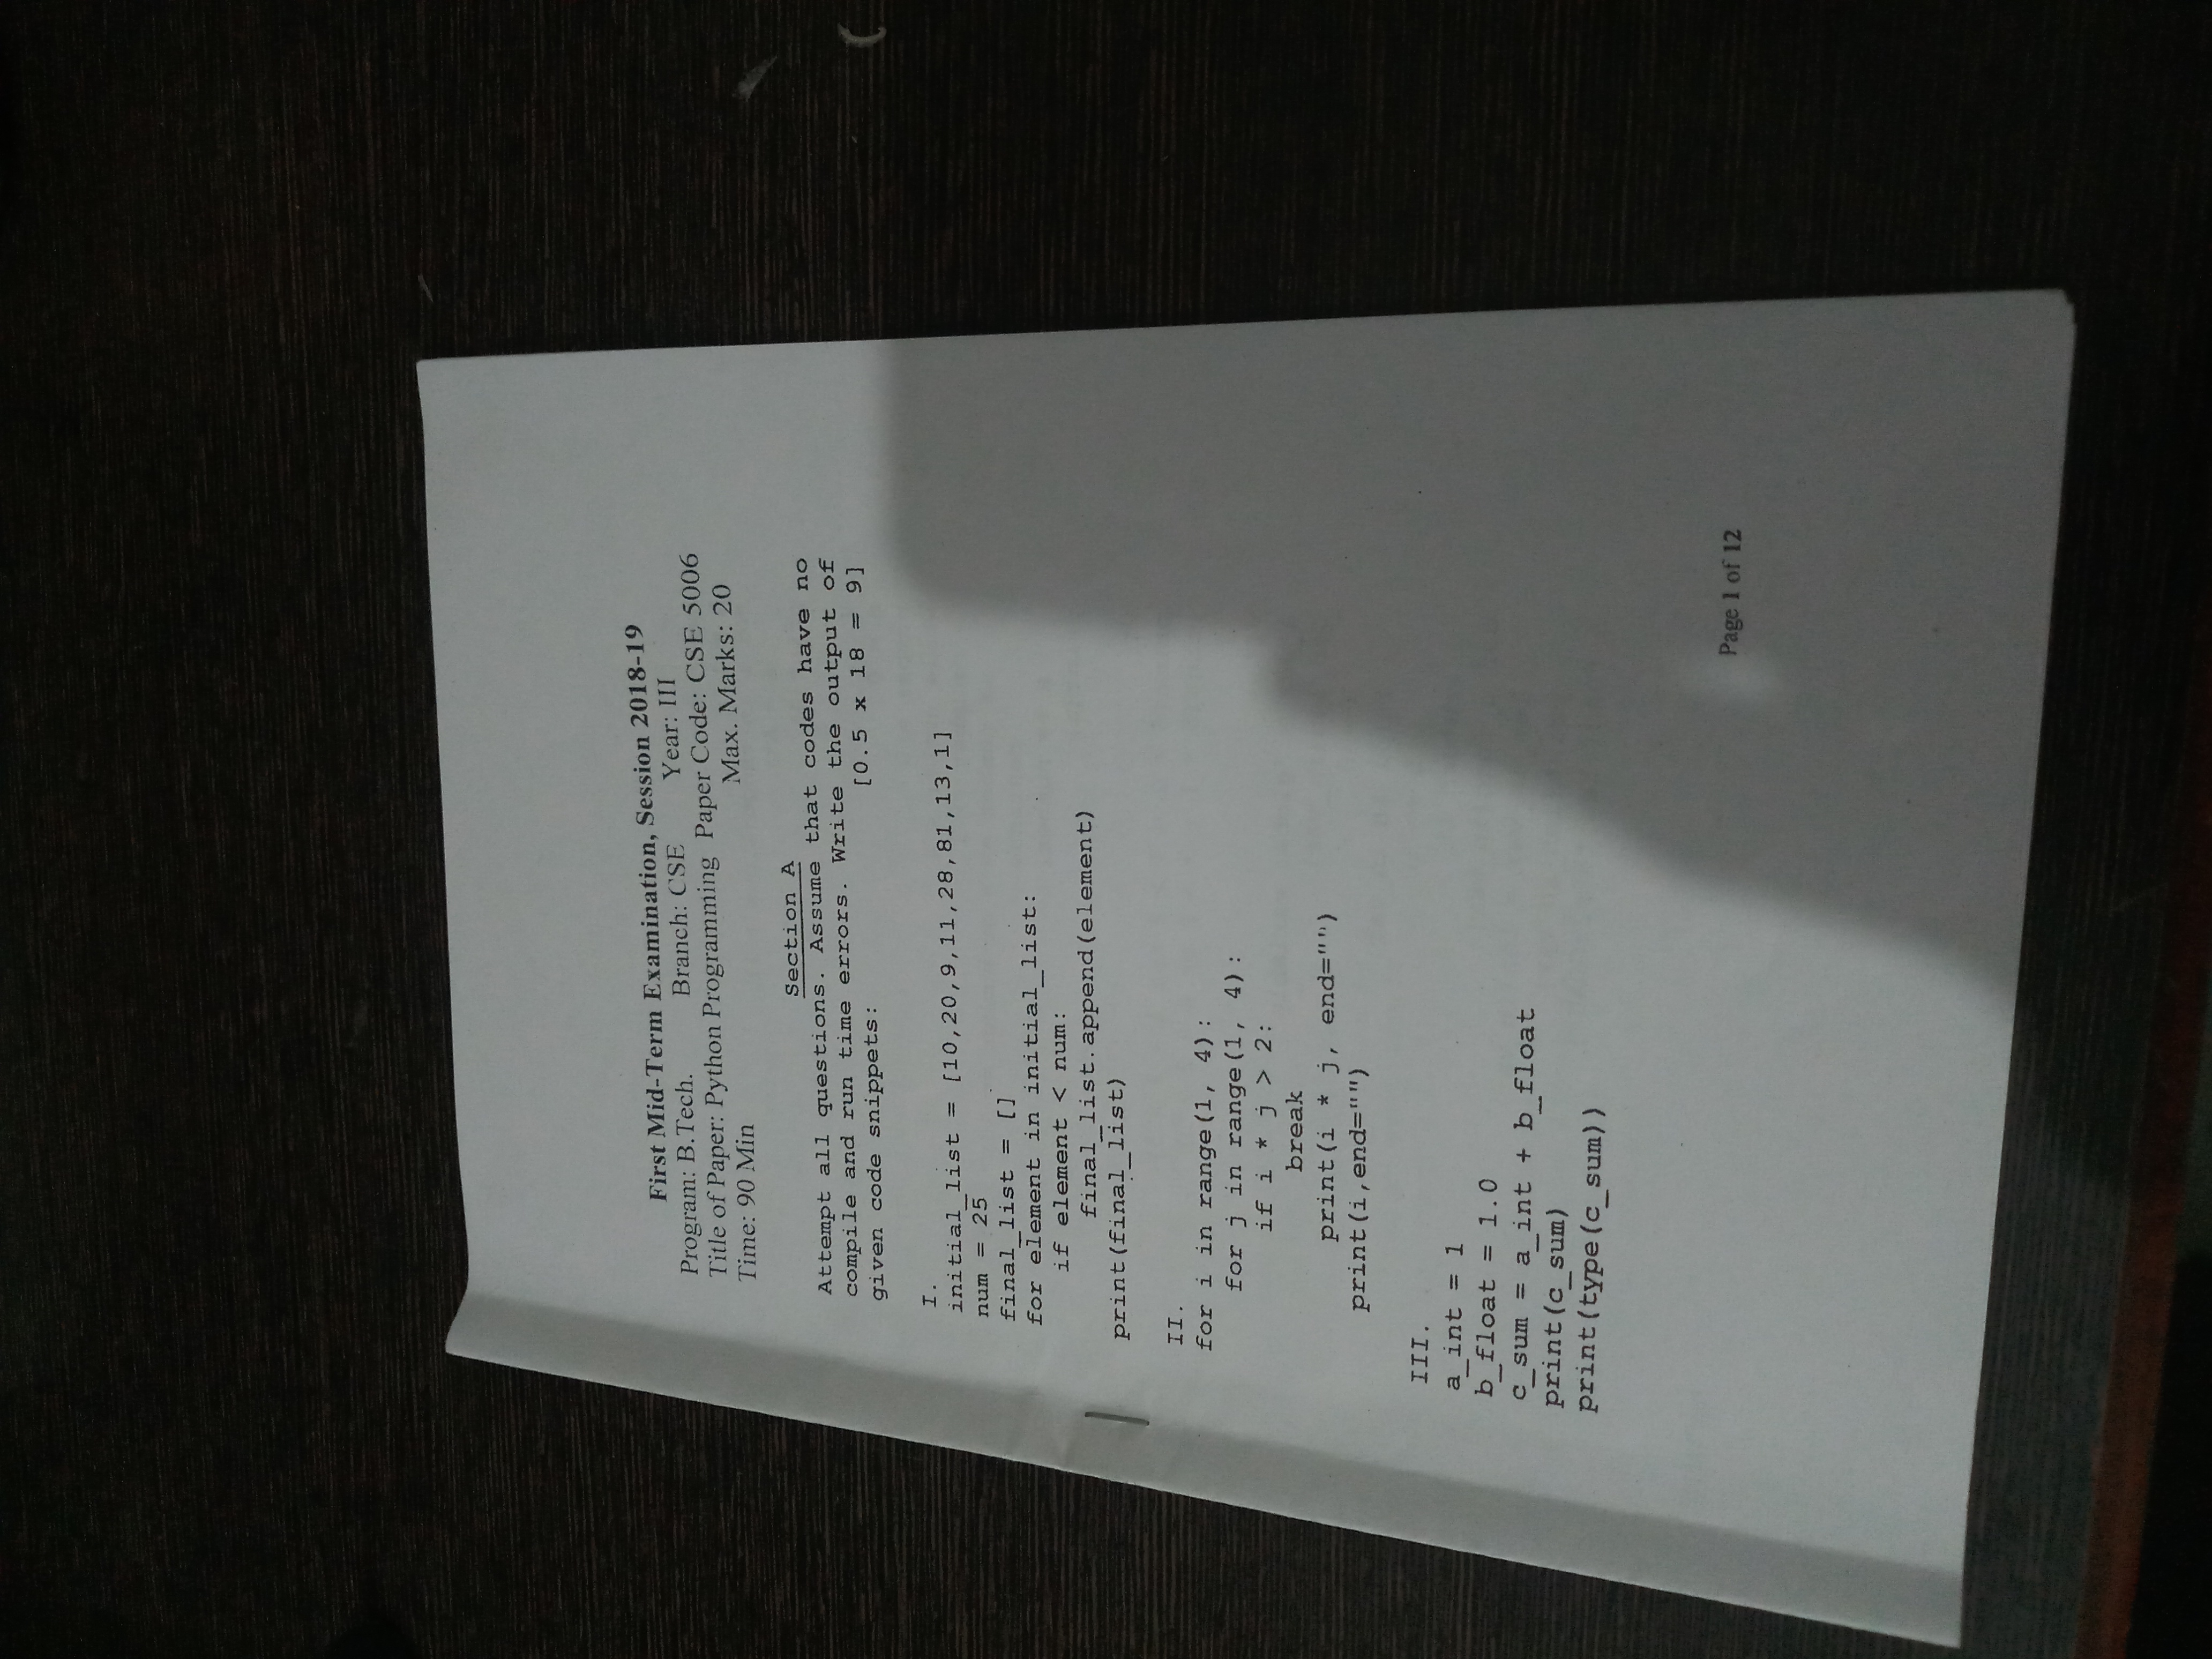 First Mid-Term Examination, Session 2018-19
Program: B.Tech. Branch: CSE Year: III
Title of Paper: Python Programming Paper Code: CSE 5006
Time: 90 Min Max. Marks: 20
Section A
Attempt all questions. Assume that codes have no
compile and run time errors. Write the output of
given code snippets: [0.5 x 18 = 9]
I.
initial_list = [10,20,9,11,28,81,13,1]
num = 25
final_list = []
for element in initial_list:
    if element < num:
        final_list.append(element)
print(final_list)
II.
for i in range(1, 4):
    for j in range(1, 4):
        if i * j > 2:
            break
        print(i * j, end="")
    print(i,end="")
III.
a_int = 1
b_float = 1.0
c_sum = a_int + b_float
print(c_sum)
print(type(c_sum))
Page 1 of 12